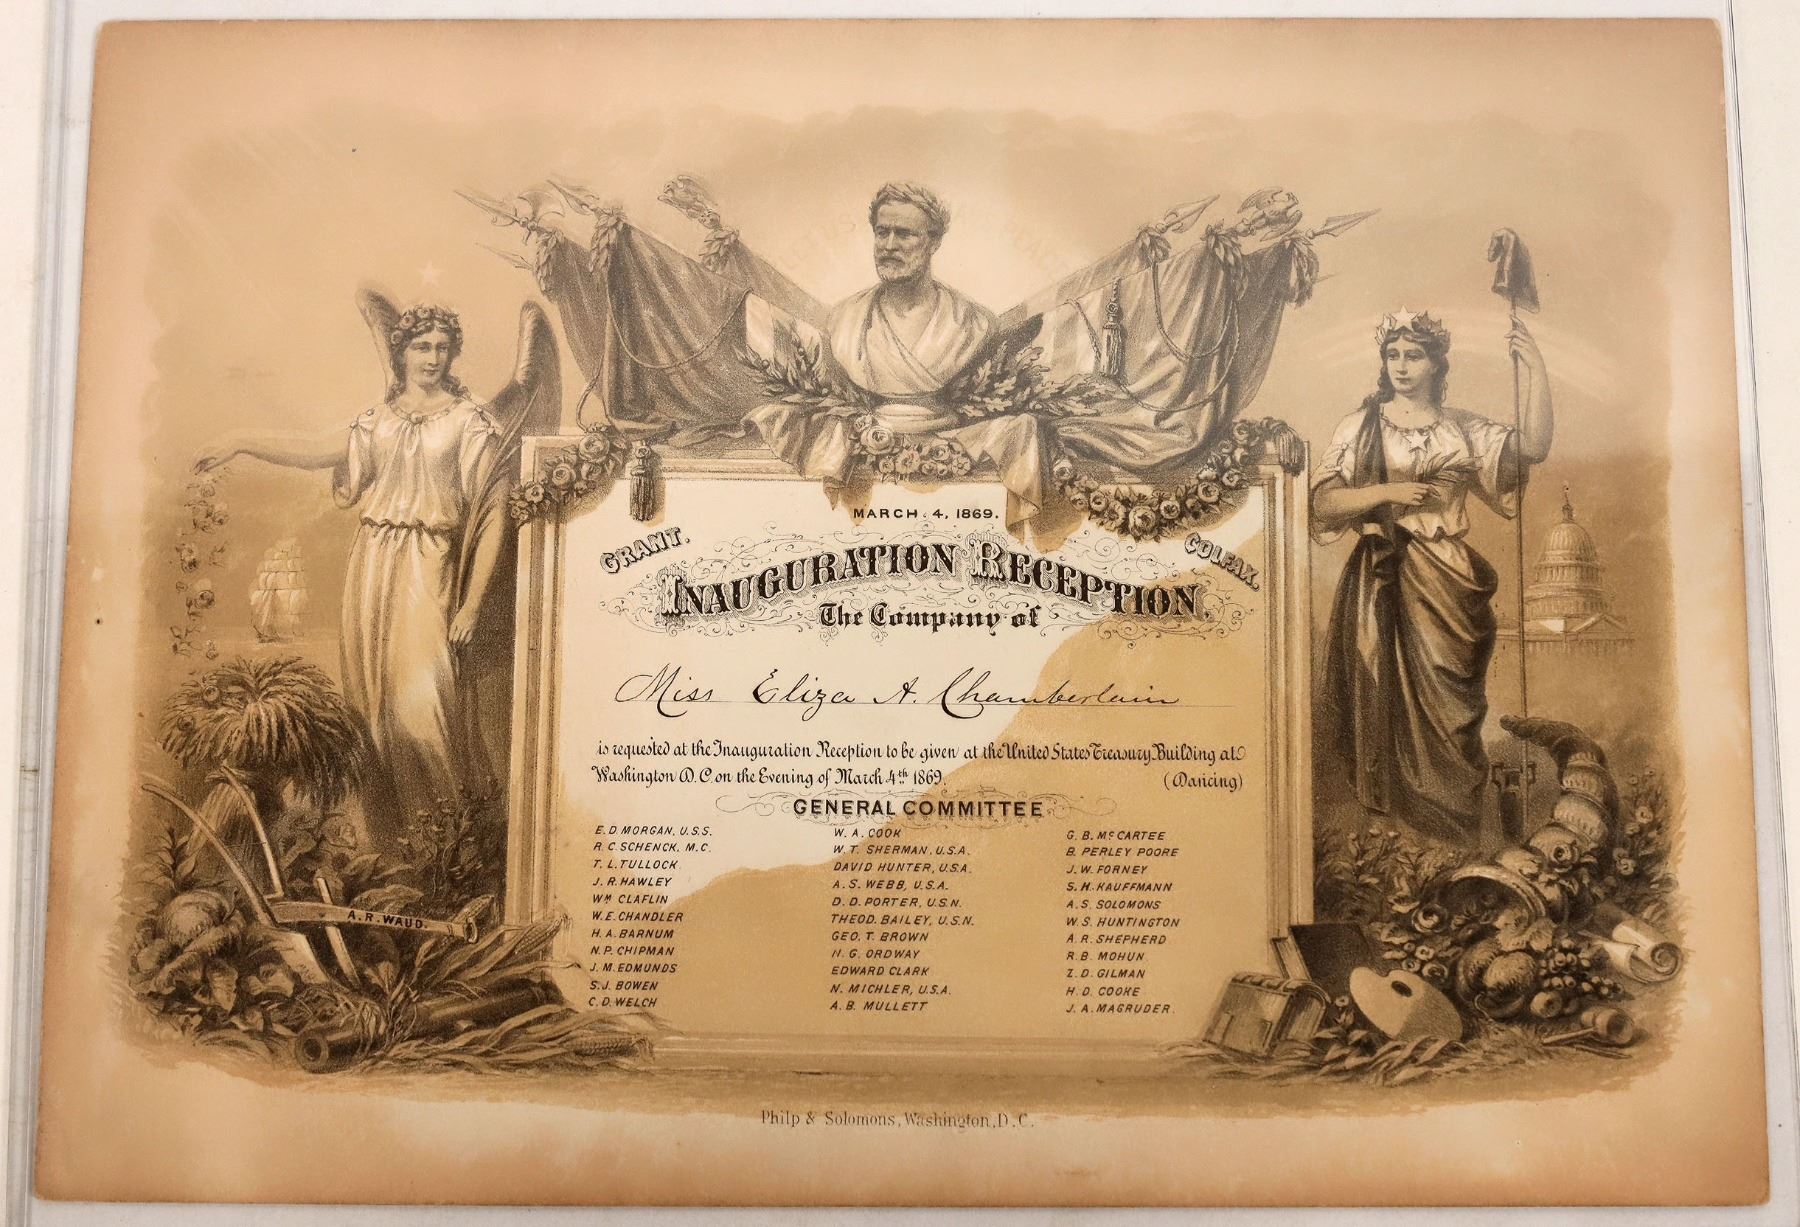 MARCH. 4, 1869.
GRANT.
COLFAX.
INAUGURATION RECEPTION.
The Company of
Miss Eliza A. Chamberlain
is requested at the Inauguration Reception to be given at the United States Treasury Building at
Washington D.C on the Evening of March 4th 1869.
(Dancing)
GENERAL COMMITTEE
E. D. MORGAN, U.S.S.
R. C. SCHENCK, M.C.
T. L. TULLOCK.
J. R. HAWLEY
WM CLAFLIN
W. E. CHANDLER
H. A. BARNUM
N. P. CHIPMAN
J. M. EDMUNDS
S. J. BOWEN
C. D. WELCH
W. A. COOK
W. T. SHERMAN, U.S.A.
DAVID HUNTER, U.S.A.
A. S. WEBB, U.S.A.
D. D. PORTER, U.S.N.
THEOD. BAILEY, U.S.N.
GEO. T. BROWN
N. G. ORDWAY
EDWARD CLARK
N. MICHLER, U.S.A.
A. B. MULLETT
G. B. McCARTEE
B. PERLEY POORE
J. W. FORNEY
S. H. KAUFFMANN
A. S. SOLOMONS
W. S. HUNTINGTON
A. R. SHEPHERD
R. B. MOHUN
Z. D. GILMAN
H. D. COOKE
J. A. MAGRUDER.
A. R. WAUD.
Philp & Solomons, Washington, D.C.